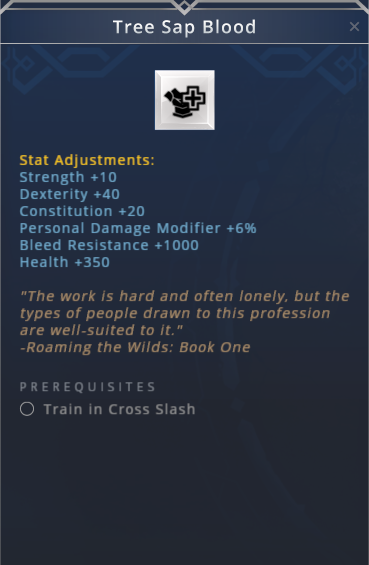 Tree Sap Blood
Stat Adjustments:
Strength +10
Dexterity +40
Constitution +20
Personal Damage Modifier +6%
Bleed Resistance +1000
Health +350
"The work is hard and often lonely, but the
types of people drawn to this profession
are well-suited to it."
-Roaming the Wilds: Book One
PREREQUISITES
Train in Cross Slash